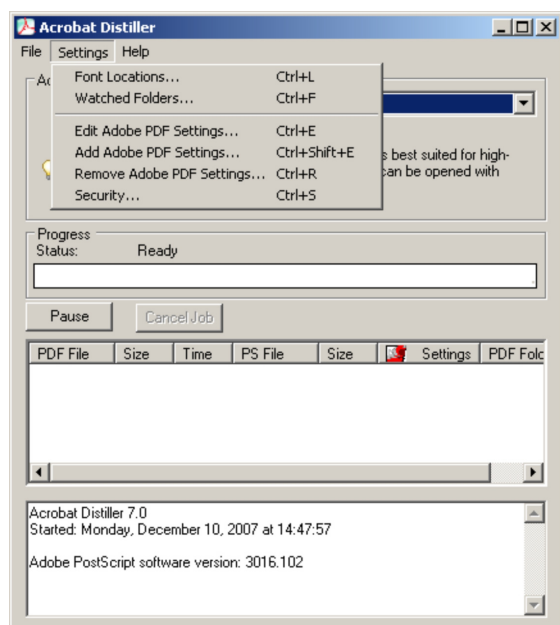 Acrobat Distiller
File Settings Help
Font Locations... Ctrl+L
Watched Folders... Ctrl+F
Edit Adobe PDF Settings... Ctrl+E
Add Adobe PDF Settings... Ctrl+Shift+E
Remove Adobe PDF Settings... Ctrl+R
Security... Ctrl+S
best suited for high-
can be opened with
Progress
Status: Ready
Pause Cancel Job
PDF File Size Time PS File Size Settings PDF Folc
Acrobat Distiller 7.0
Started: Monday, December 10, 2007 at 14:47:57
Adobe PostScript software version: 3016.102